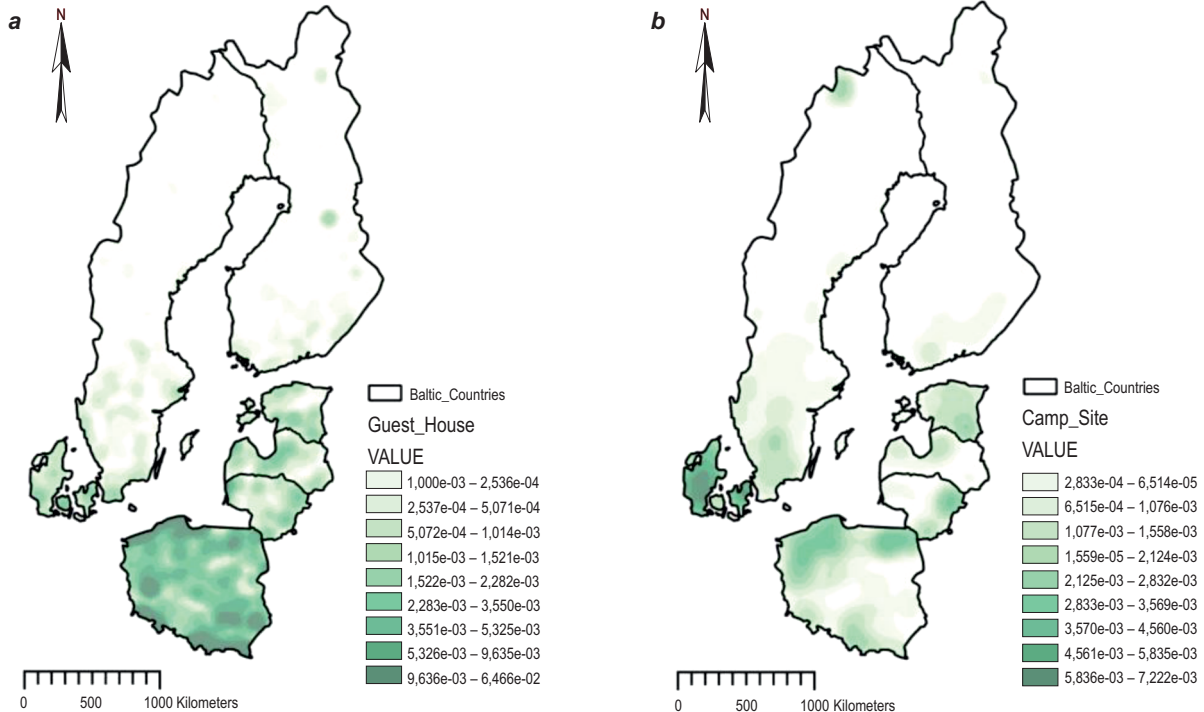 a
N
Baltic_Countries
Guest_House
VALUE
1,000e-03 – 2,536e-04
2,537e-04 – 5,071e-04
5,072e-04 – 1,014e-03
1,015e-03 – 1,521e-03
1,522e-03 – 2,282e-03
2,283e-03 – 3,550e-03
3,551e-03 – 5,325e-03
5,326e-03 – 9,635e-03
9,636e-03 – 6,466e-02
0 500 1000 Kilometers
b
N
Baltic_Countries
Camp_Site
VALUE
2,833e-04 – 6,514e-05
6,515e-04 – 1,076e-03
1,077e-03 – 1,558e-03
1,559e-05 – 2,124e-03
2,125e-03 – 2,832e-03
2,833e-03 – 3,569e-03
3,570e-03 – 4,560e-03
4,561e-03 – 5,835e-03
5,836e-03 – 7,222e-03
0 500 1000 Kilometers